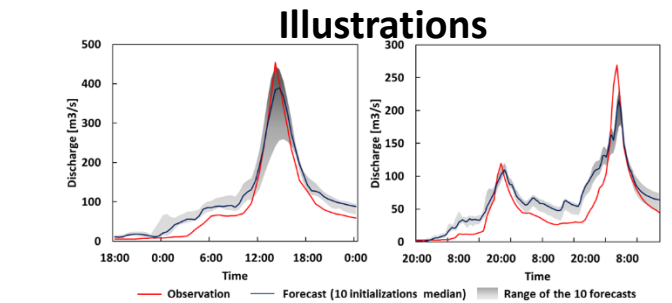 Illustrations
500
400
300
200
100
0
Discharge [m3/s]
18:00 0:00 6:00 12:00 18:00 0:00
Time
300
250
200
150
100
50
0
Discharge [m3/s]
20:00 8:00 20:00 8:00 20:00 8:00
Time
Observation Forecast (10 initializations median) Range of the 10 forecasts